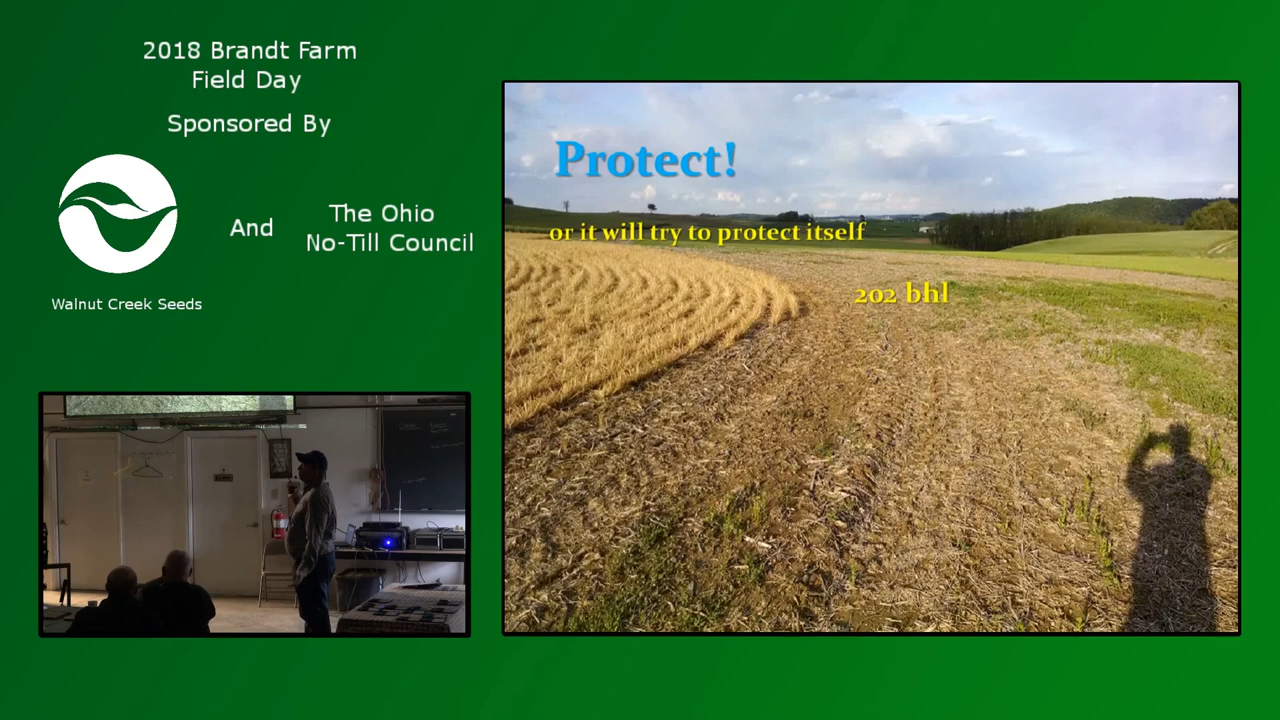 2018 Brandt Farm
Field Day
Sponsored By
And
The Ohio
No-Till Council
Walnut Creek Seeds
Protect!
or it will try to protect itself
202 bhl